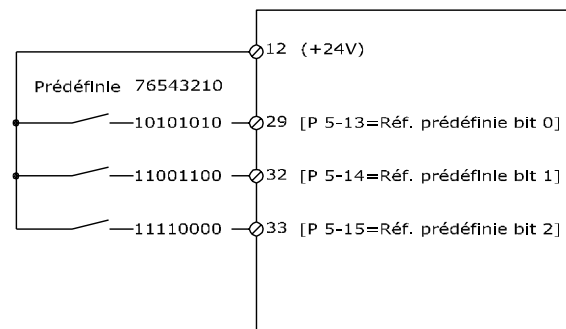 12 (+24V)
Prédéfinie 76543210
10101010 29 [P 5-13=Réf. prédéfinie bit 0]
11001100 32 [P 5-14=Réf. prédéfinie bit 1]
11110000 33 [P 5-15=Réf. prédéfinie bit 2]